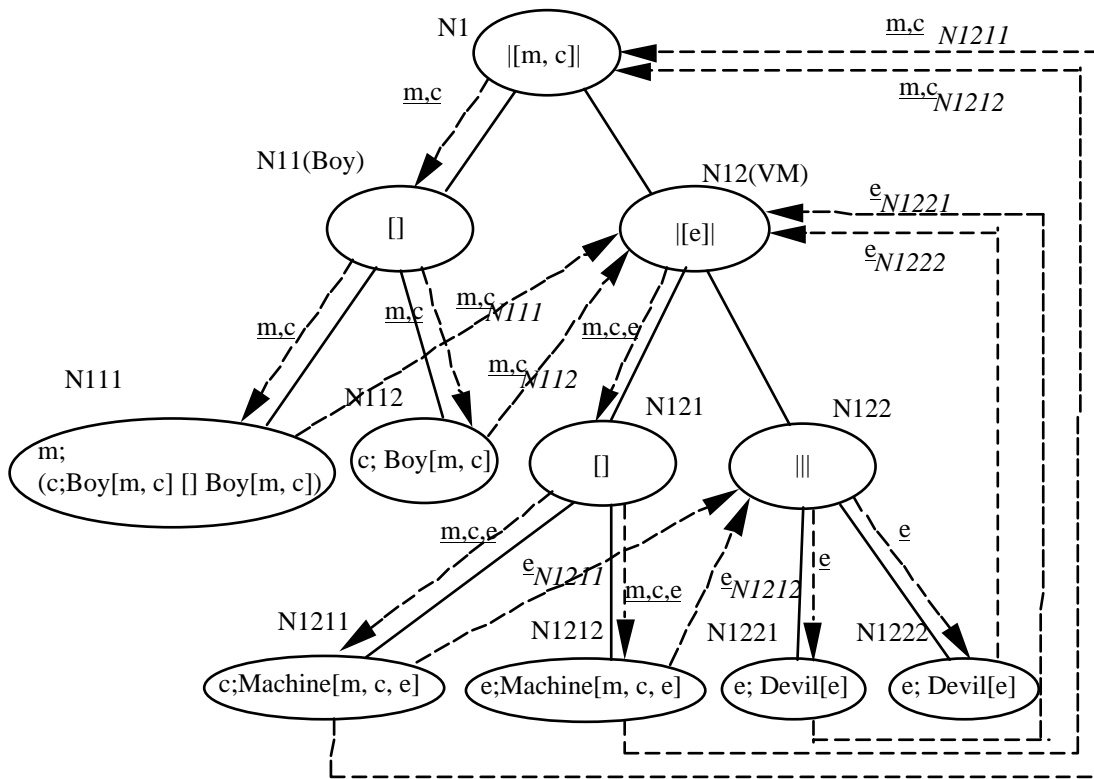 N1
m,c N1211
|[m, c]|
m,c N1212
m,c
N11(Boy)
N12(VM)
e N1221
[]
|[e]|
e N1222
m,c
m,c
m,c N111
m,c,e
m,c N112
N111
N112
N121
N122
m;
(c;Boy[m, c] [] Boy[m, c])
c; Boy[m, c]
[]
|||
m,c,e
e N1211
m,c,e
e N1212
e
e
N1211
N1212
N1221
N1222
c;Machine[m, c, e]
e;Machine[m, c, e]
e; Devil[e]
e; Devil[e]